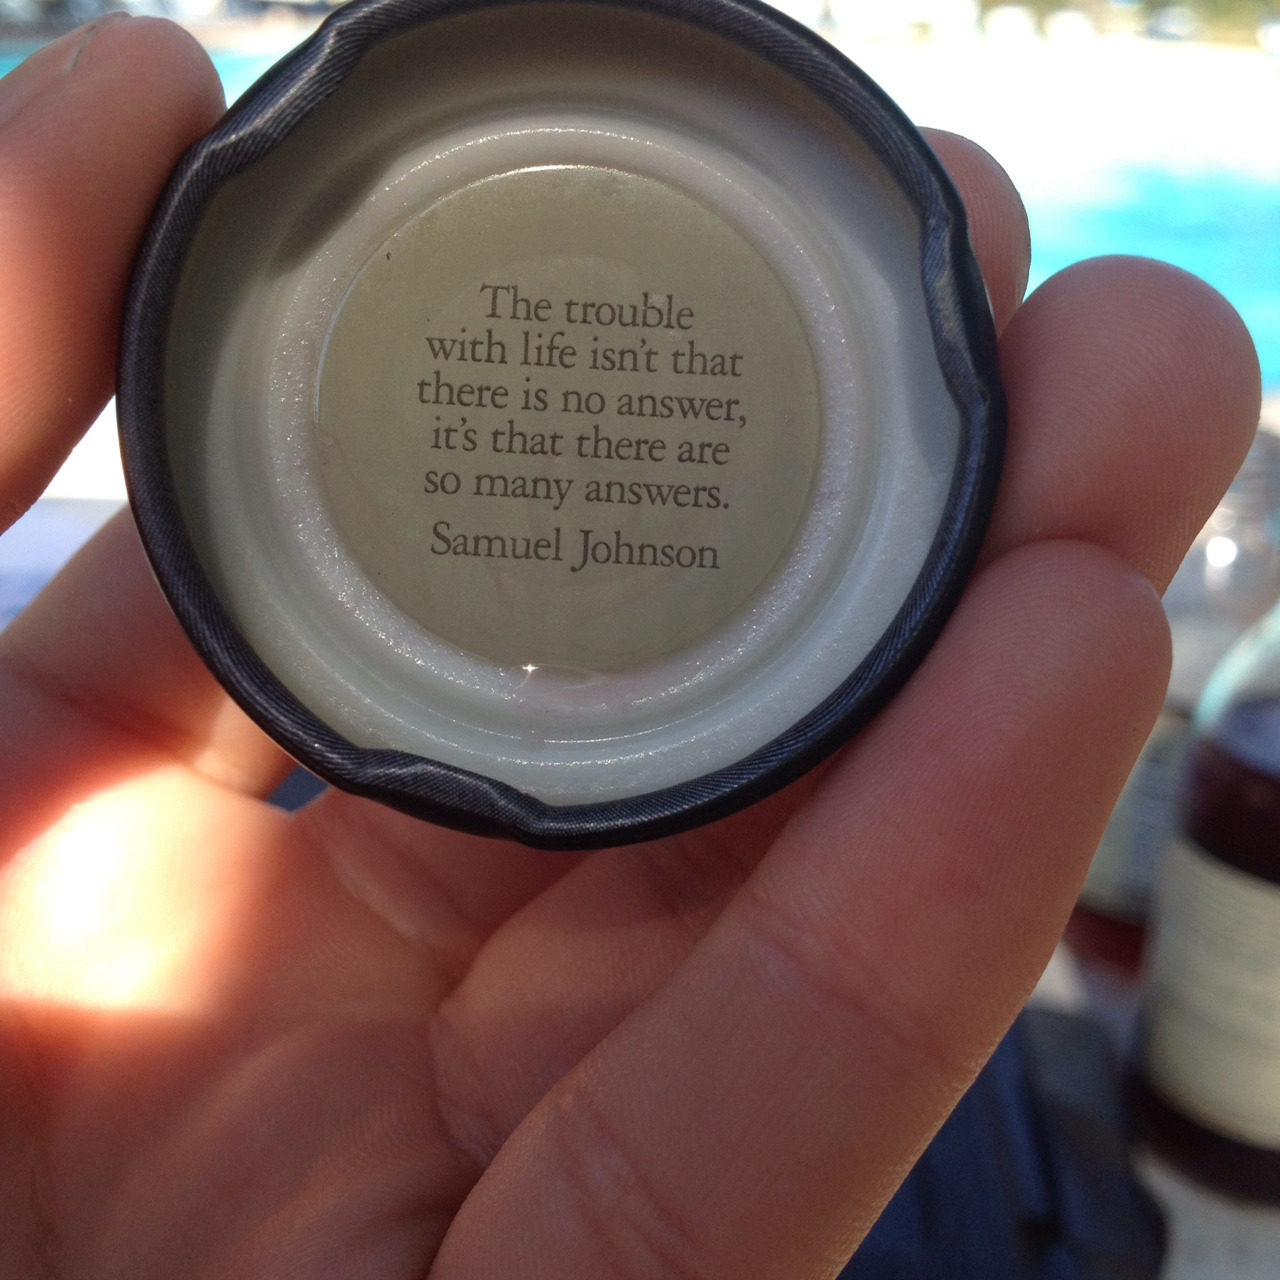 The trouble
with life isn't that
there is no answer,
it's that there are
so many answers.
Samuel Johnson